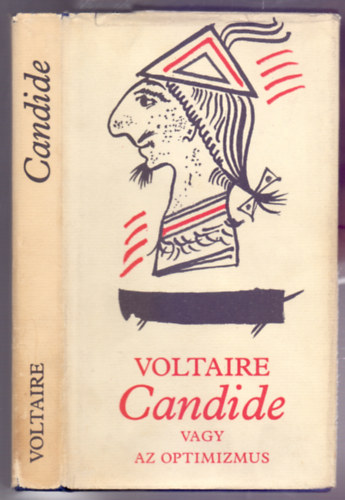 Candide
VOLTAIRE
VOLTAIRE
Candide
VAGY
AZ OPTIMIZMUS